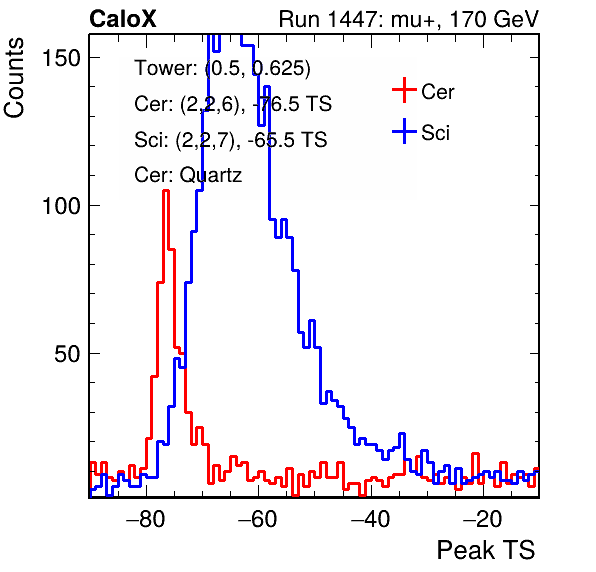 CaloX Run 1447: mu+, 170 GeV
Counts
150
100
50
Tower: (0.5, 0.625)
Cer: (2,2,6), -76.5 TS
Sci: (2,2,7), -65.5 TS
Cer: Quartz
Cer
Sci
−80 −60 −40 −20
Peak TS